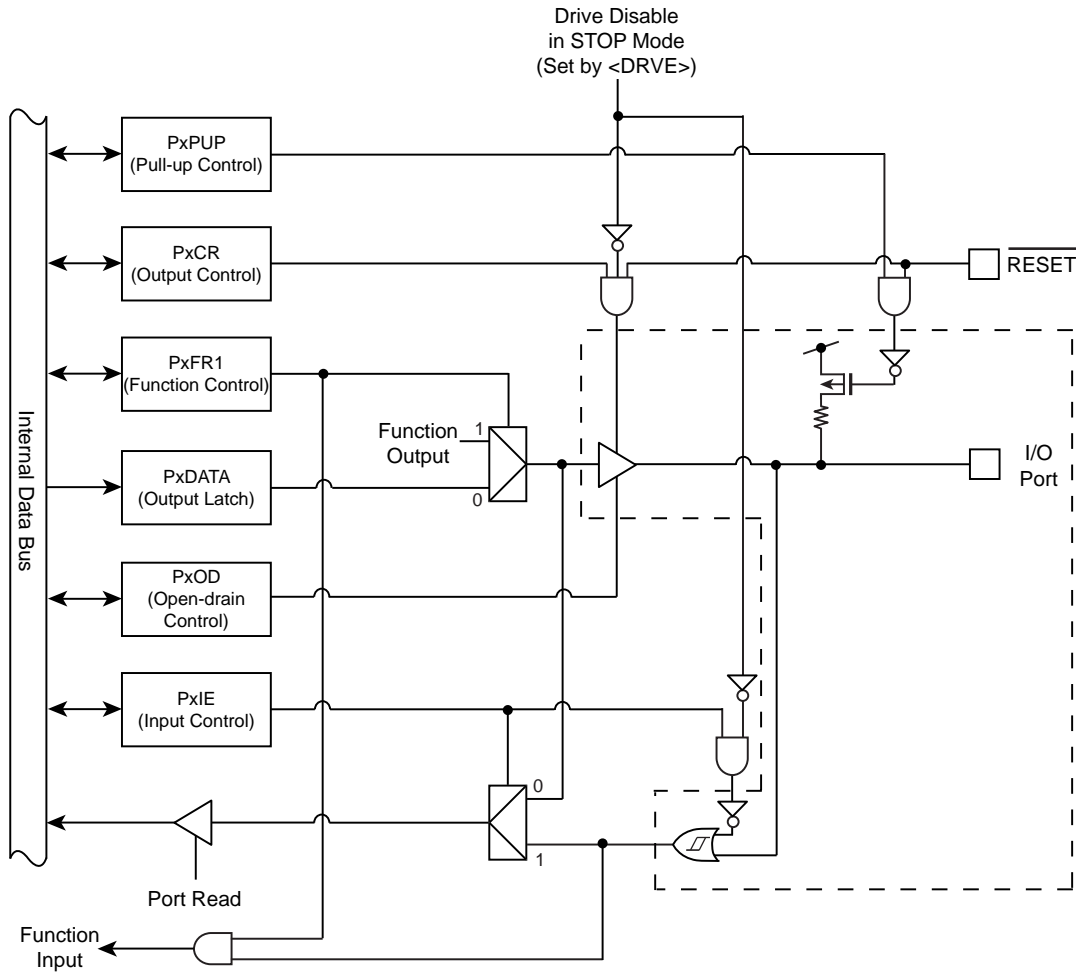 Drive Disable
in STOP Mode
(Set by <DRVE>)
PxPUP
(Pull-up Control)
PxCR
(Output Control)
RESET
PxFR1
(Function Control)
Internal Data Bus
Function
Output
1
0
I/O
Port
PxDATA
(Output Latch)
PxOD
(Open-drain
Control)
PxIE
(Input Control)
0
1
Port Read
Function
Input